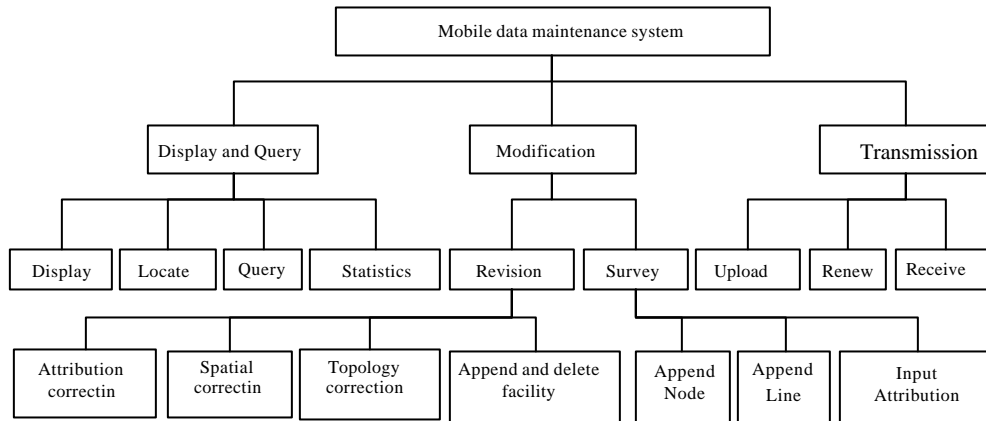 Mobile data maintenance system
Display and Query
Modification
Transmission
Display
Locate
Query
Statistics
Revision
Survey
Upload
Renew
Receive
Attribution
correctin
Spatial
correctin
Topology
correction
Append and delete
facility
Append
Node
Append
Line
Input
Attribution